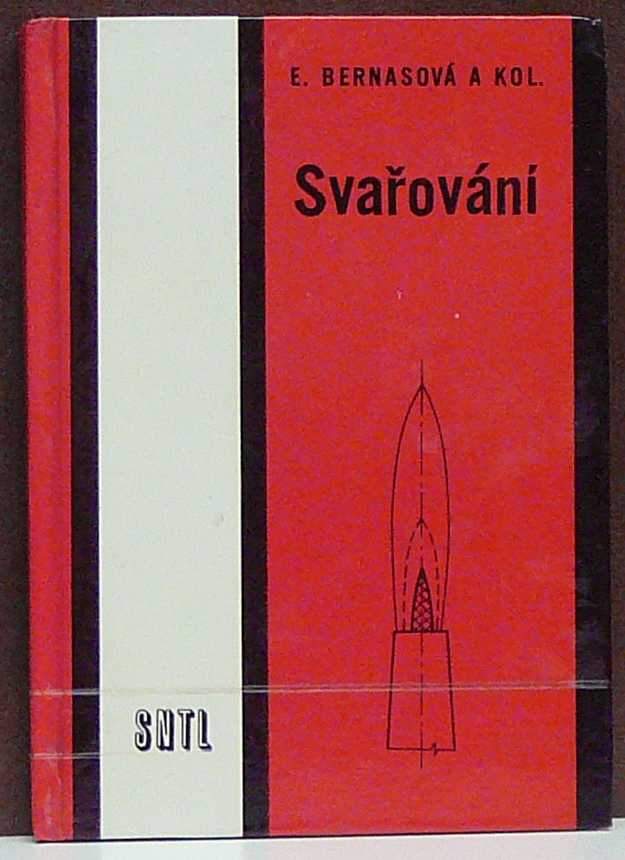 E. BERNASOVÁ A KOL.
Svařování
SNTL